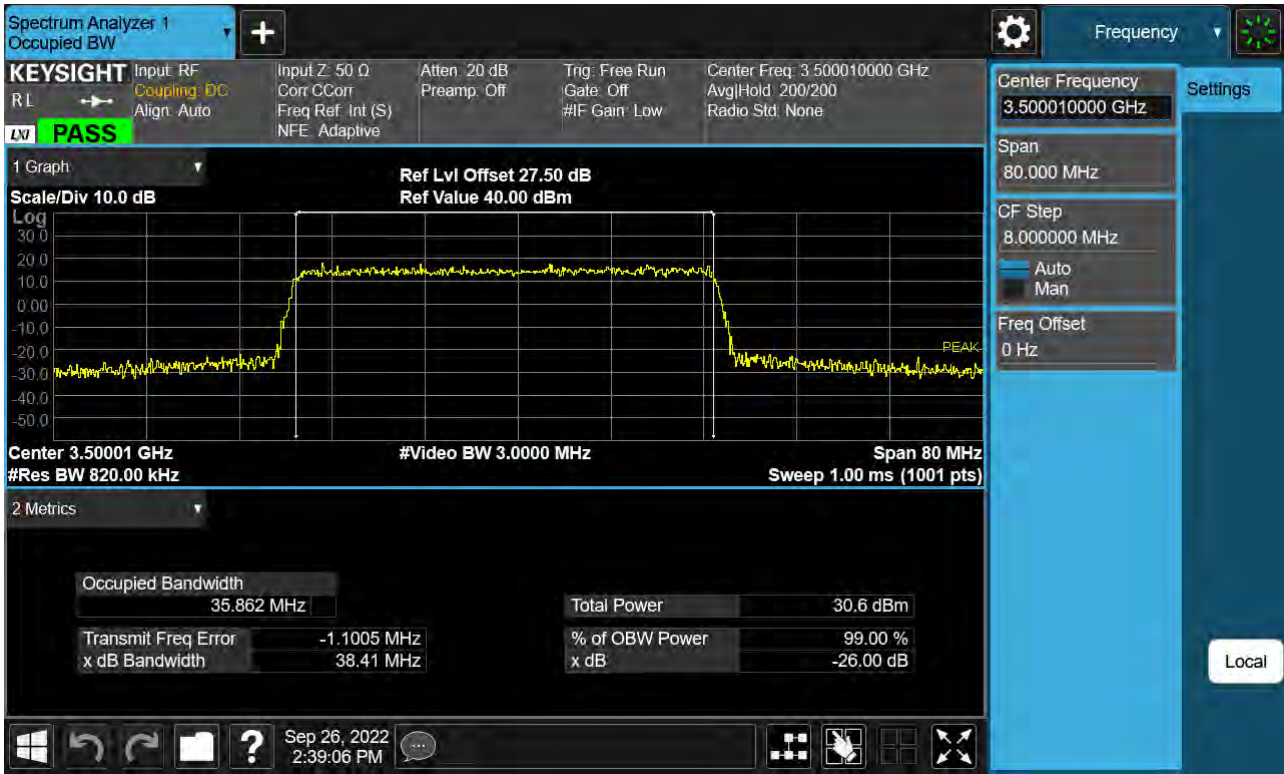 Spectrum Analyzer 1
Occupied BW
+
Frequency
KEYSIGHT
RL
LXI
PASS
Input: RF
Coupling: DC
Align: Auto
Input Z: 50 Ω
Corr CCorr
Freq Ref: Int (S)
NFE: Adaptive
Atten: 20 dB
Preamp: Off
Trig: Free Run
Gate: Off
#IF Gain: Low
Center Freq: 3.500010000 GHz
Avg|Hold: 200/200
Radio Std: None
Center Frequency
3.500010000 GHz
Settings
Span
80.000 MHz
CF Step
8.000000 MHz
Auto
Man
Freq Offset
0 Hz
1 Graph
Scale/Div 10.0 dB
Ref Lvl Offset 27.50 dB
Ref Value 40.00 dBm
Log
30.0
20.0
10.0
0.00
-10.0
-20.0
-30.0
-40.0
-50.0
PEAK
Center 3.50001 GHz
#Video BW 3.0000 MHz
Span 80 MHz
#Res BW 820.00 kHz
Sweep 1.00 ms (1001 pts)
2 Metrics
Occupied Bandwidth
35.862 MHz
Total Power 30.6 dBm
Transmit Freq Error -1.1005 MHz
% of OBW Power 99.00 %
x dB Bandwidth 38.41 MHz
x dB -26.00 dB
Local
?
Sep 26, 2022
2:39:06 PM